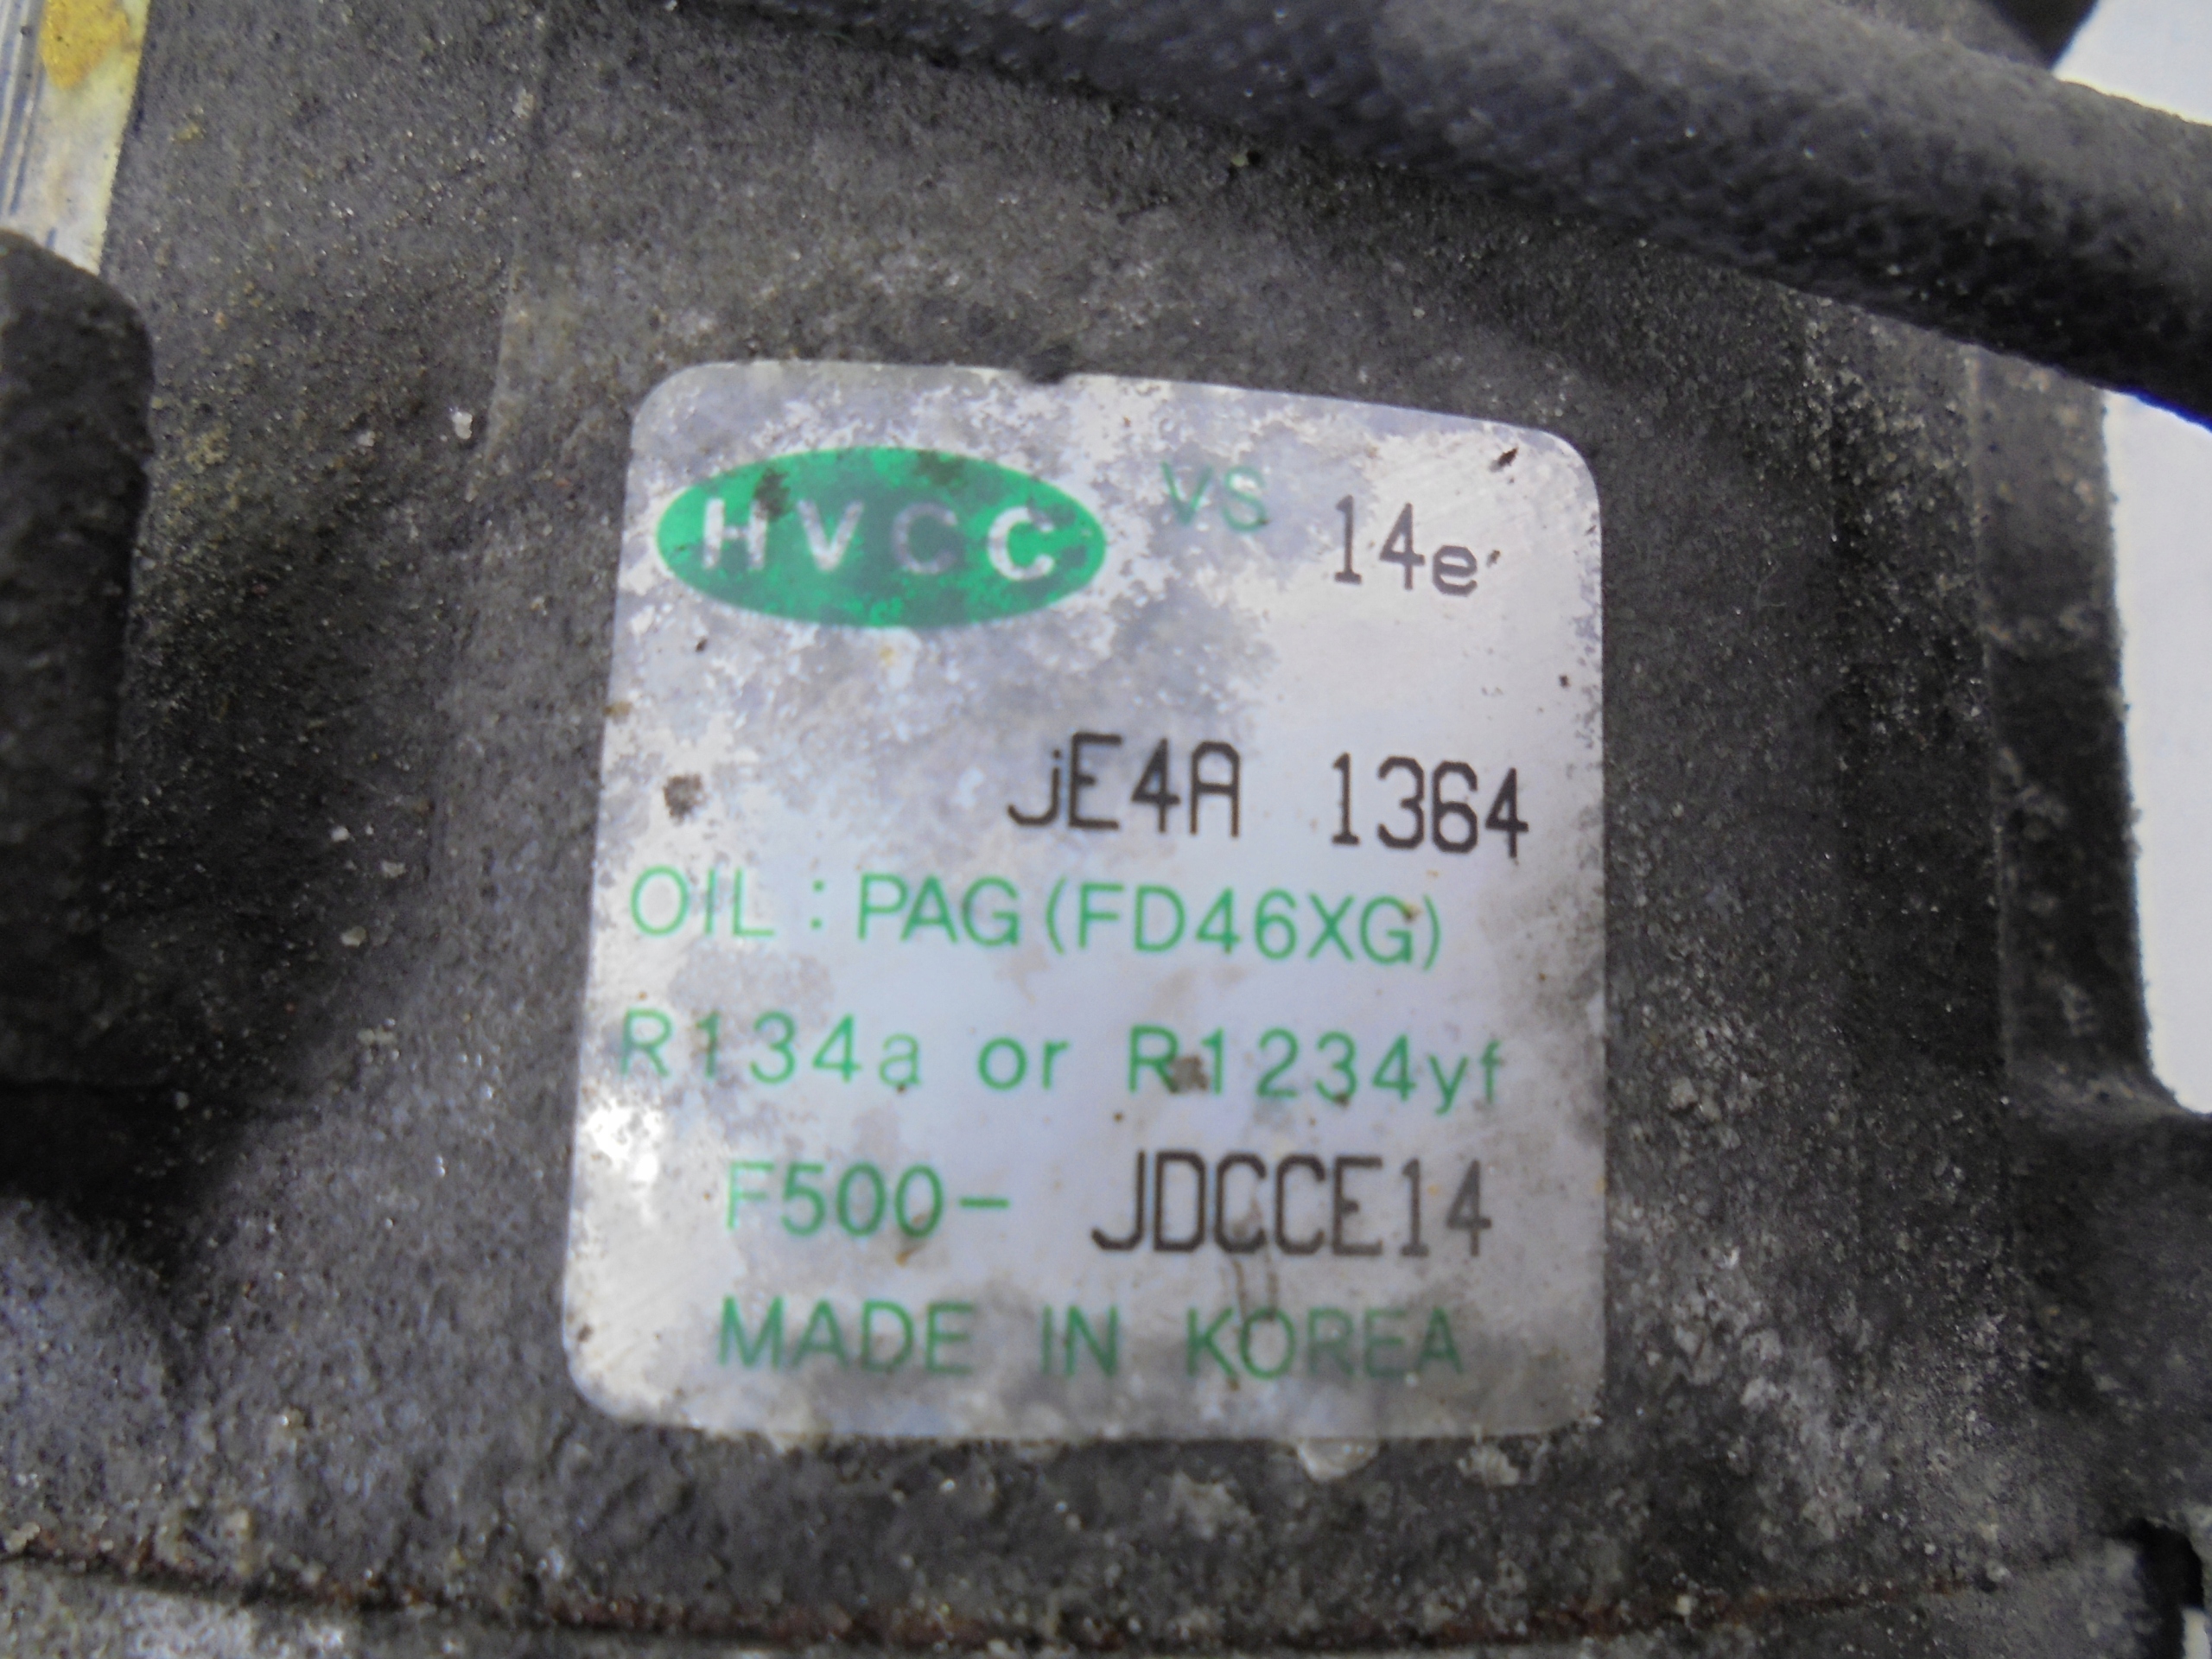 HVCC VS 14e
jE4A 1364
OIL : PAG (FD46XG)
R134a or R1234yf
F500- JDCCE14
MADE IN KOREA